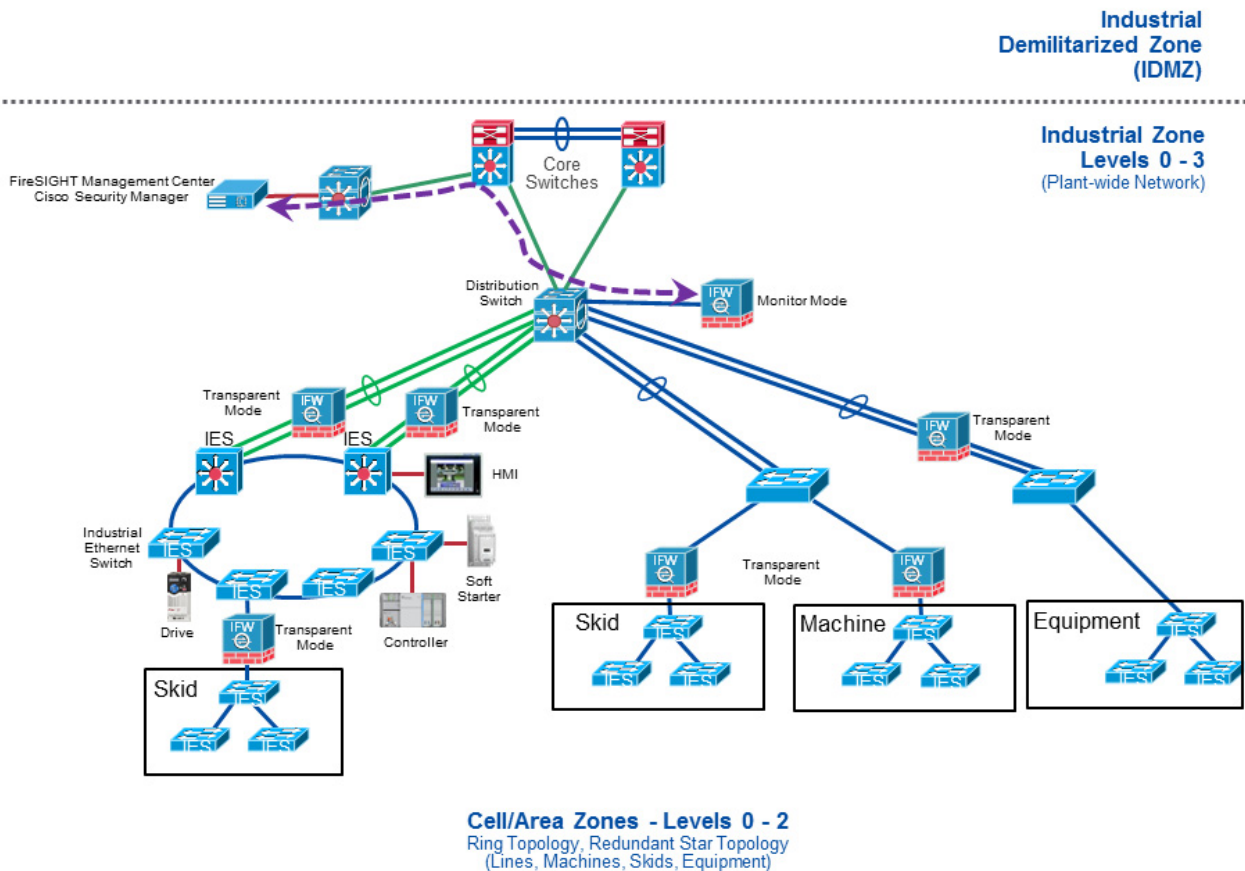 Industrial
Demilitarized Zone
(IDMZ)
Industrial Zone
Levels 0 - 3
(Plant-wide Network)
Core
Switches
FireSIGHT Management Center
Cisco Security Manager
Distribution
Switch
IFW
Monitor Mode
Transparent
Mode
IFW
IFW
Transparent
Mode
IFW
Transparent
Mode
IES
IES
HMI
Industrial
Ethernet
Switch
IES
IES
Soft
Starter
IES
IES
Drive
Controller
IFW
Transparent
Mode
Skid
IES
IES
IES
IFW
Transparent
Mode
IFW
Skid
IES
IES
IES
Machine
IES
IES
IES
Equipment
IES
IES
IES
Cell/Area Zones - Levels 0 - 2
Ring Topology, Redundant Star Topology
(Lines, Machines, Skids, Equipment)